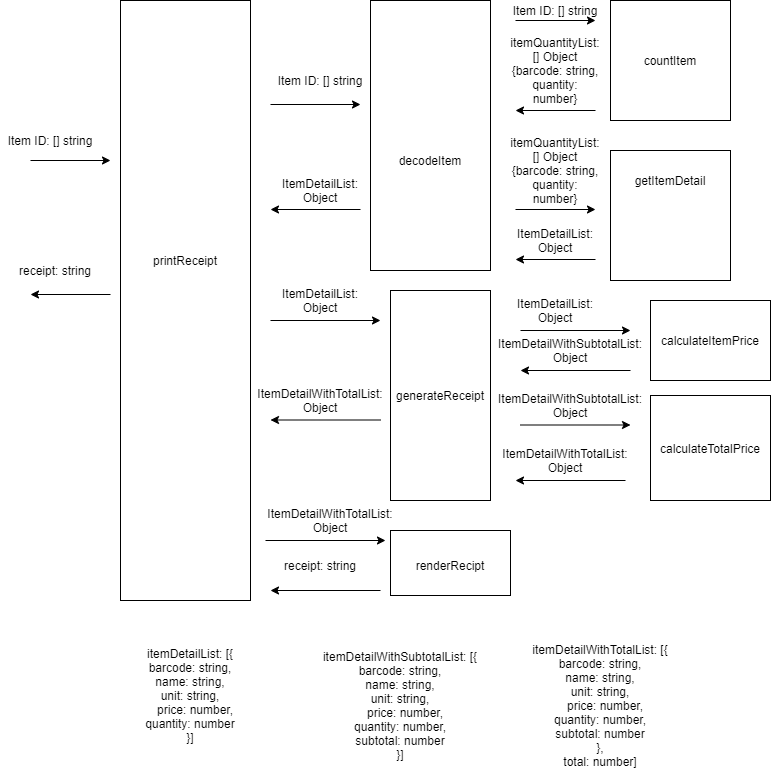 Item ID: [] string
countItem
itemQuantityList:
[] Object
{barcode: string,
quantity:
number}
Item ID: [] string
Item ID: [] string
itemQuantityList:
[] Object
{barcode: string,
quantity:
number}
decodeItem
getItemDetail
ItemDetailList:
Object
ItemDetailList:
Object
printReceipt
receipt: string
ItemDetailList:
Object
ItemDetailList:
Object
calculateItemPrice
ItemDetailWithSubtotalList:
Object
ItemDetailWithTotalList:
Object
generateReceipt
ItemDetailWithSubtotalList:
Object
calculateTotalPrice
ItemDetailWithTotalList:
Object
ItemDetailWithTotalList:
Object
receipt: string
renderRecipt
itemDetailList: [{
barcode: string,
name: string,
unit: string,
price: number,
quantity: number
}]
itemDetailWithSubtotalList: [{
barcode: string,
name: string,
unit: string,
price: number,
quantity: number,
subtotal: number
}]
itemDetailWithTotalList: [{
barcode: string,
name: string,
unit: string,
price: number,
quantity: number,
subtotal: number
},
total: number]